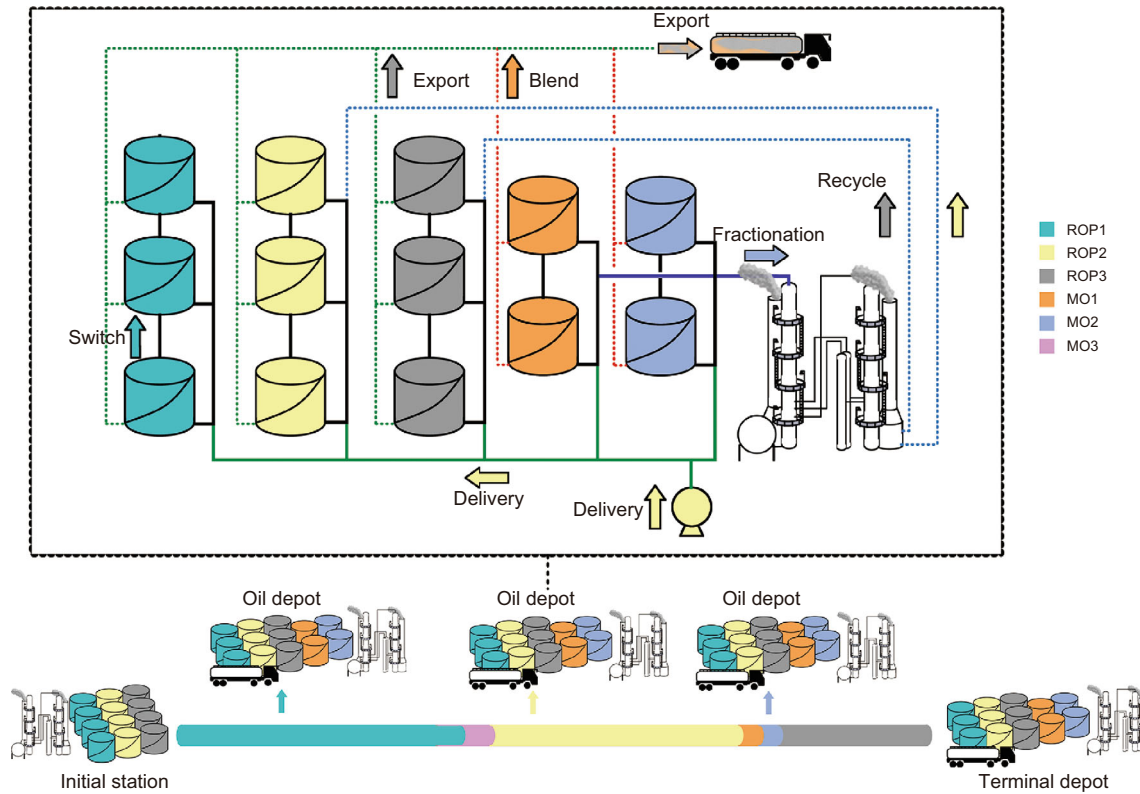 Export
Export
Blend
Recycle
Fractionation
Switch
Delivery
Delivery
ROP1
ROP2
ROP3
MO1
MO2
MO3
Oil depot
Oil depot
Oil depot
Initial station
Terminal depot